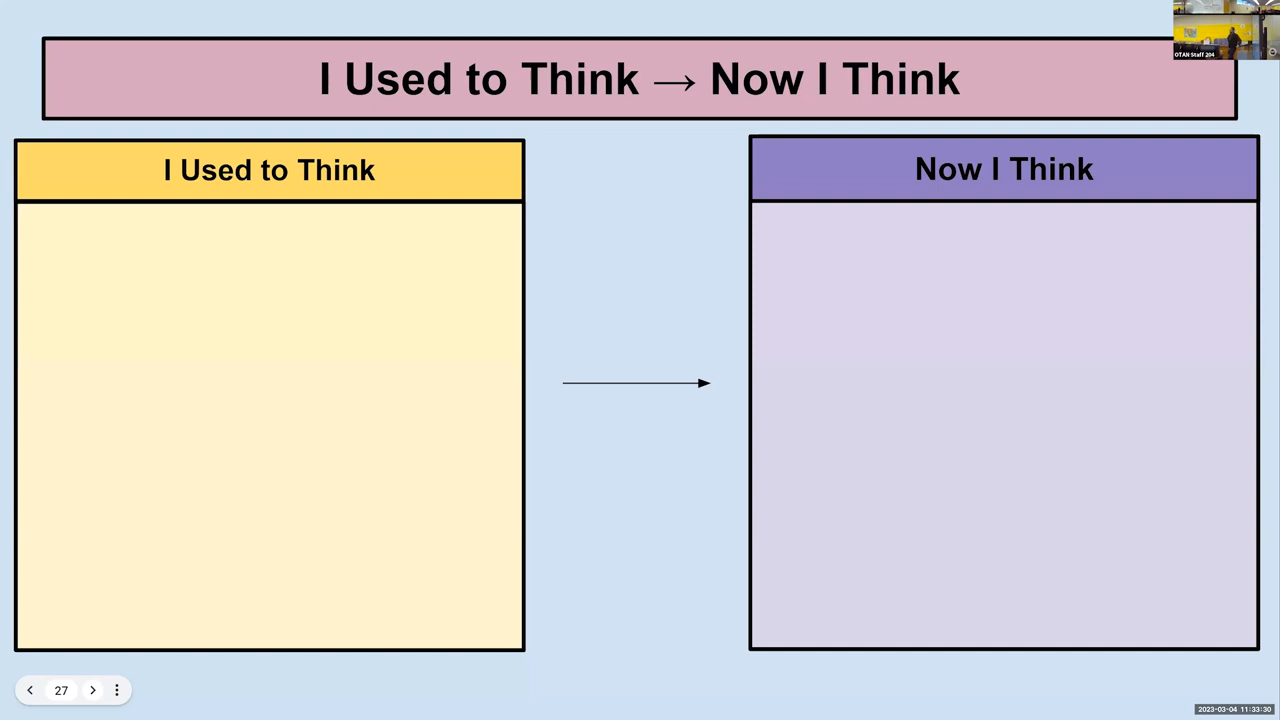 OTAN Staff 204
I Used to Think → Now I Think
I Used to Think
Now I Think
27
2023-03-04 11:33:30